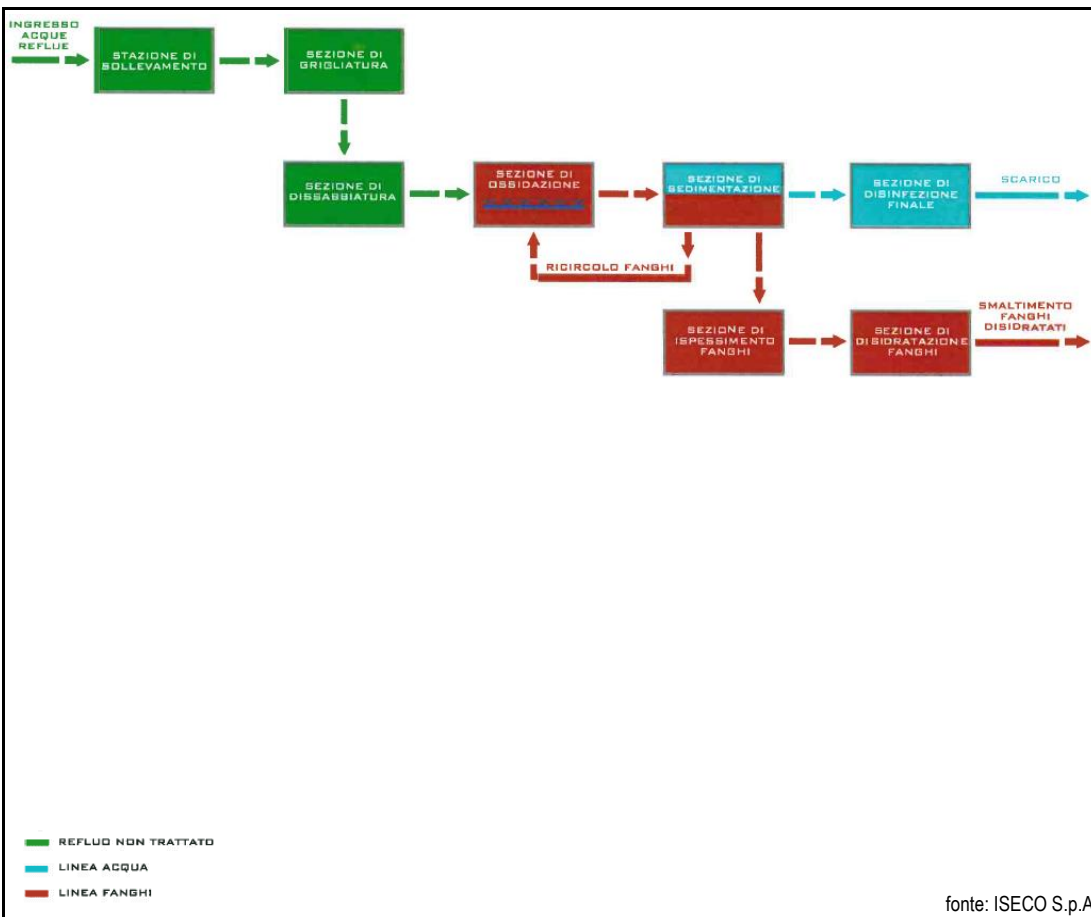 INGRESSO
ACQUE
REFLUE
STAZIONE DI
SOLLEVAMENTO
SEZIONE DI
GRIGLIATURA
SEZIONE DI
DISSABBIATURA
SEZIONE DI
OSSIDAZIONE
SEZIONE DI
SEDIMENTAZIONE
SEZIONE DI
DISINFEZIONE
FINALE
SCARICO
RICIRCOLO FANGHI
SEZIONE DI
ISPESSIMENTO
FANGHI
SEZIONE DI
DISIDRATAZIONE
FANGHI
SMALTIMENTO
FANGHI
DISIDRATATI
REFLUO NON TRATTATO
LINEA ACQUA
LINEA FANGHI
fonte: ISECO S.p.A